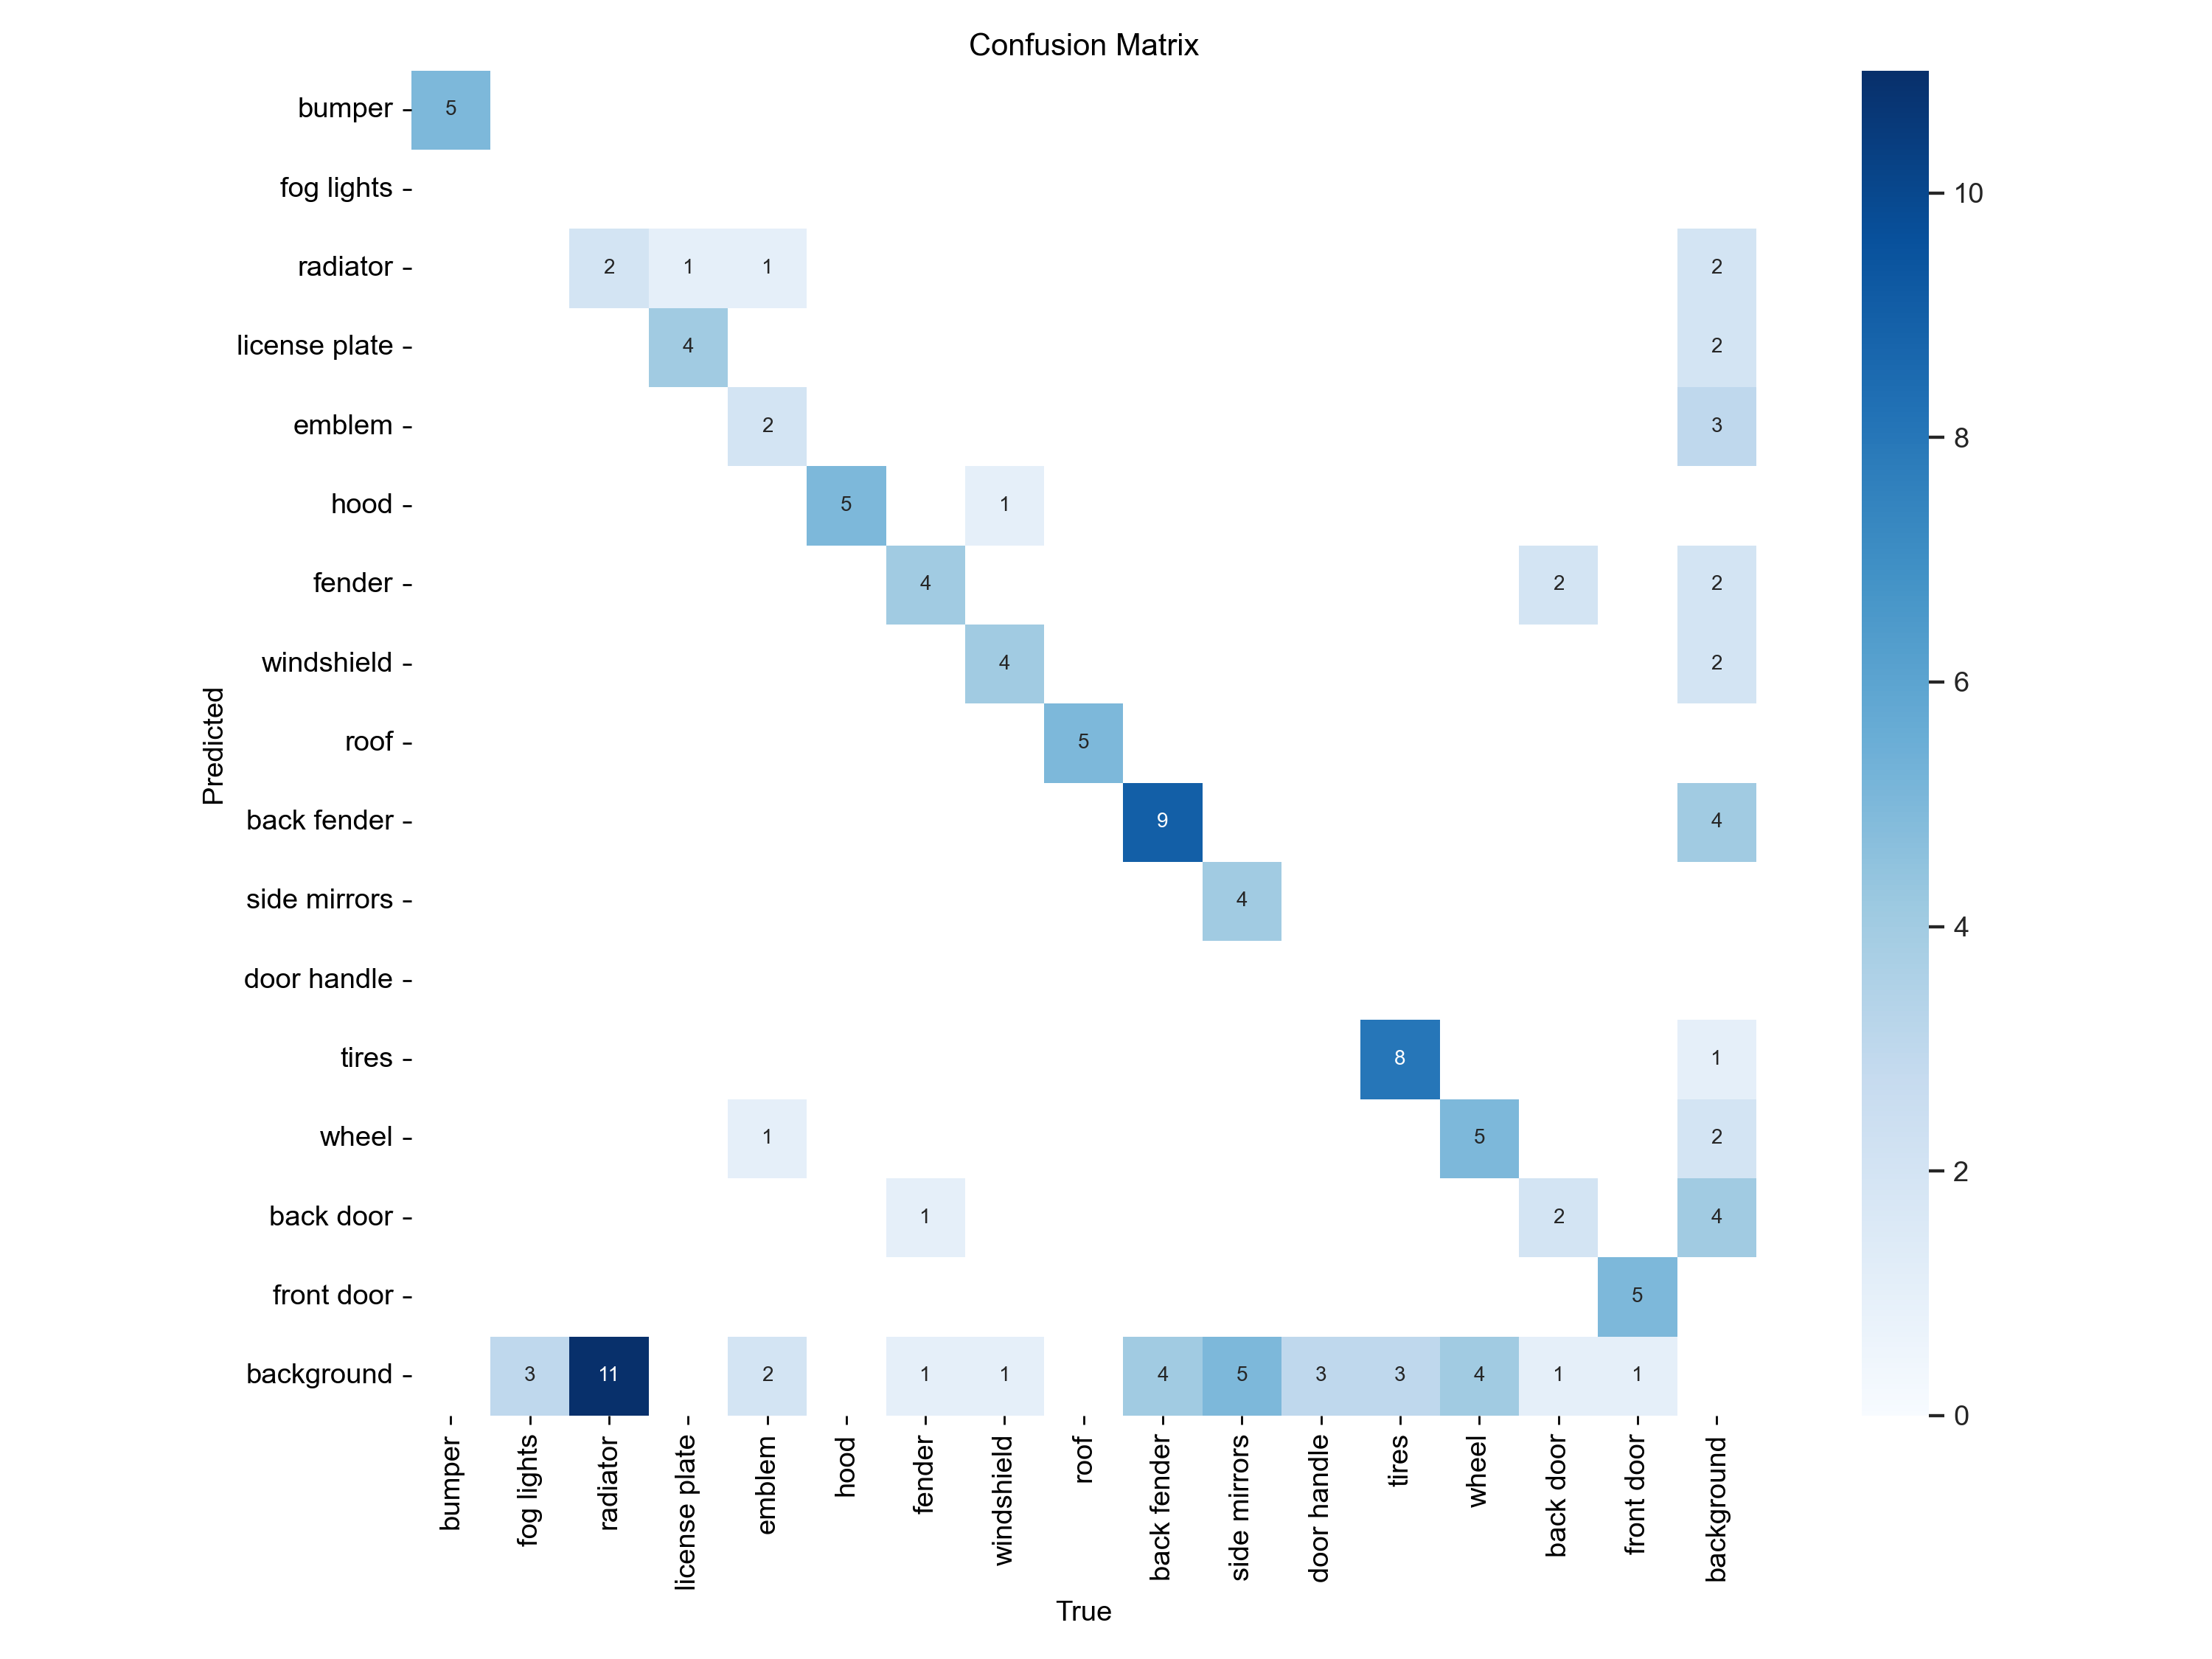 Confusion Matrix
bumper 5
fog lights
radiator 2 1 1 2
license plate 4 2
emblem 2 3
hood 5 1
fender 4 2 2
windshield 4 2
roof 5
back fender 9 4
side mirrors 4
door handle
tires 8 1
wheel 1 5 2
back door 1 2 4
front door 5
background 3 11 2 1 1 4 5 3 3 4 1 1
Predicted
bumper
fog lights
radiator
license plate
emblem
hood
fender
windshield
roof
back fender
side mirrors
door handle
tires
wheel
back door
front door
background
True
10
8
6
4
2
0